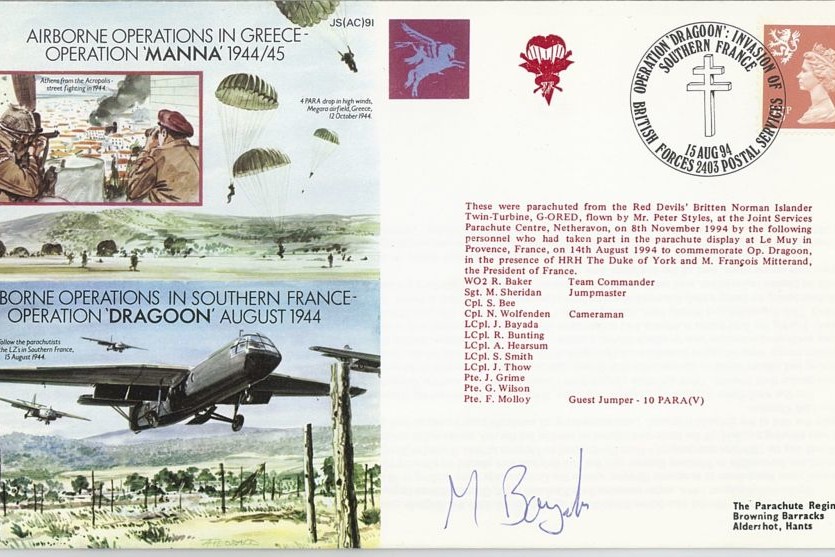 JS(AC)91
AIRBORNE OPERATIONS IN GREECE-
OPERATION 'MANNA' 1944/45
Athens from the Acropolis-
street fighting in 1944.
4 PARA drop in high winds,
Megara airfield, Greece,
12 October 1944.
BORNE OPERATIONS IN SOUTHERN FRANCE-
OPERATION 'DRAGOON' AUGUST 1944
follow the parachutists
the LZ's in Southern France,
15 August 1944.
OPERATION 'DRAGOON': INVASION OF
SOUTHERN FRANCE
15 AUG 94
BRITISH FORCES 2403 POSTAL SERVICES
These were parachuted from the Red Devils' Britten Norman Islander
Twin-Turbine, G-ORED, flown by Mr. Peter Styles, at the Joint Services
Parachute Centre, Netheravon, on 8th November 1994 by the following
personnel who had taken part in the parachute display at Le Muy in
Provence, France, on 14th August 1994 to commemorate Op. Dragoon,
in the presence of HRH The Duke of York and M. François Mitterand,
the President of France.
WO2 R. Baker Team Commander
Sgt. M. Sheridan Jumpmaster
Cpl. S. Bee
Cpl. N. Wolfenden Cameraman
LCpl. J. Bayada
LCpl. R. Bunting
LCpl. A. Hearsum
LCpl. S. Smith
LCpl. J. Thow
Pte. J. Grime
Pte. G. Wilson
Pte. F. Molloy Guest Jumper - 10 PARA(V)
The Parachute Regim
Browning Barracks
Aldershot, Hants